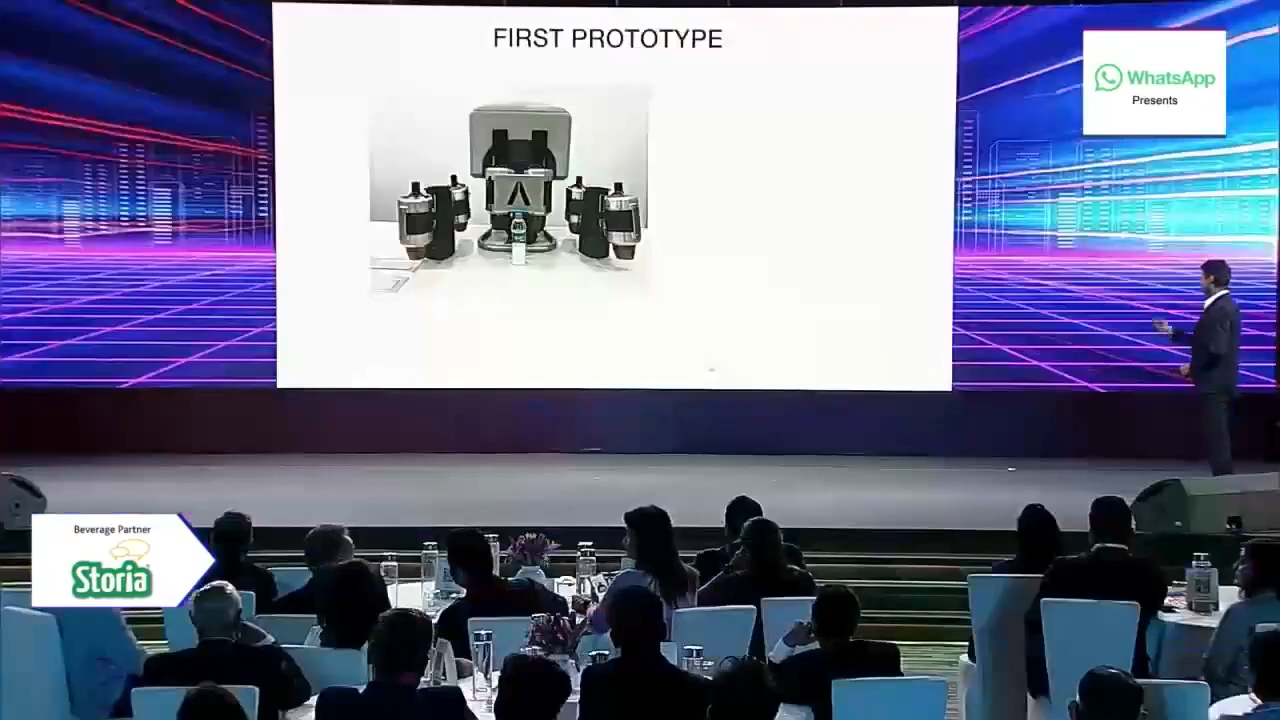 FIRST PROTOTYPE
WhatsApp
Presents
Beverage Partner
Storia